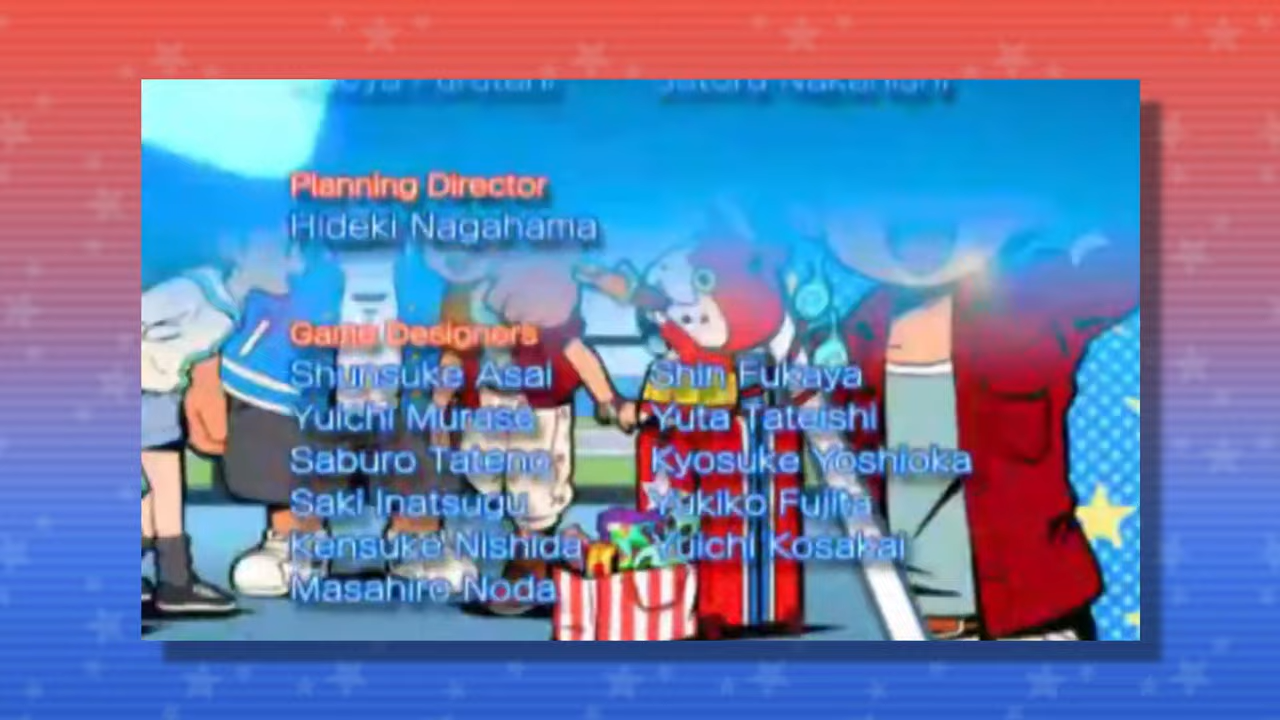 Planning Director
Hideki Nagahama
Game Designers
Shunsuke Asai Shin Fukaya
Yuichi Murase Yuta Tateishi
Saburo Tateno Kyosuke Yoshioka
Saki Inatsugu Yukiko Fujita
Kensuke Nishida Yuichi Kosakai
Masahiro Noda